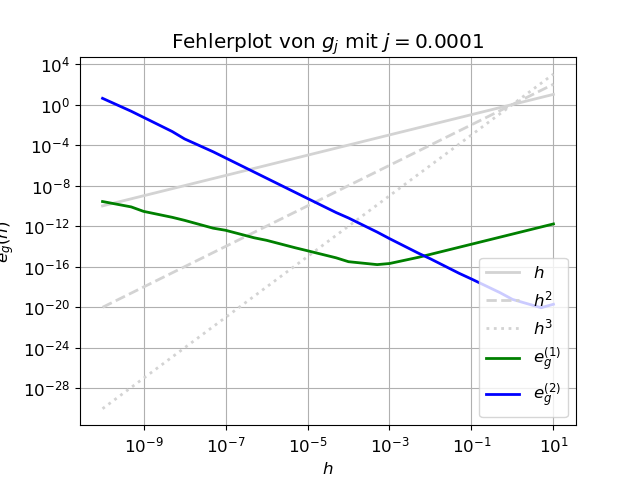 Fehlerplot von g_j mit j = 0.0001
10^4
10^0
10^−4
10^−8
10^−12
10^−16
10^−20
10^−24
10^−28
e_g(h)
h
h^2
h^3
e_g^(1)
e_g^(2)
10^−9 10^−7 10^−5 10^−3 10^−1 10^1
h